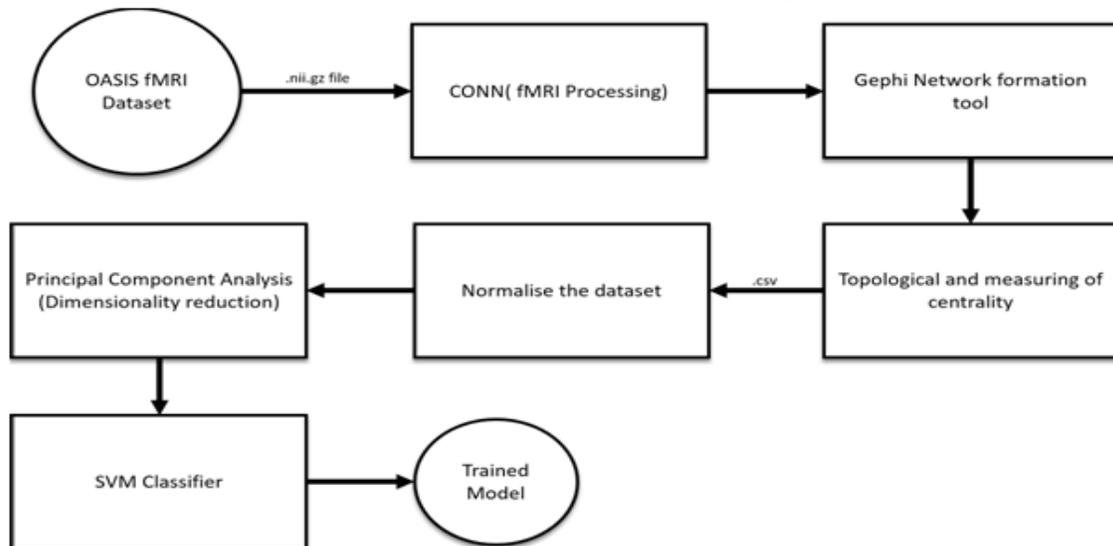 OASIS fMRI
Dataset
.nii.gz file
CONN( fMRI Processing)
Gephi Network formation
tool
Topological and measuring of
centrality
.csv
Normalise the dataset
Principal Component Analysis
(Dimensionality reduction)
SVM Classifier
Trained
Model